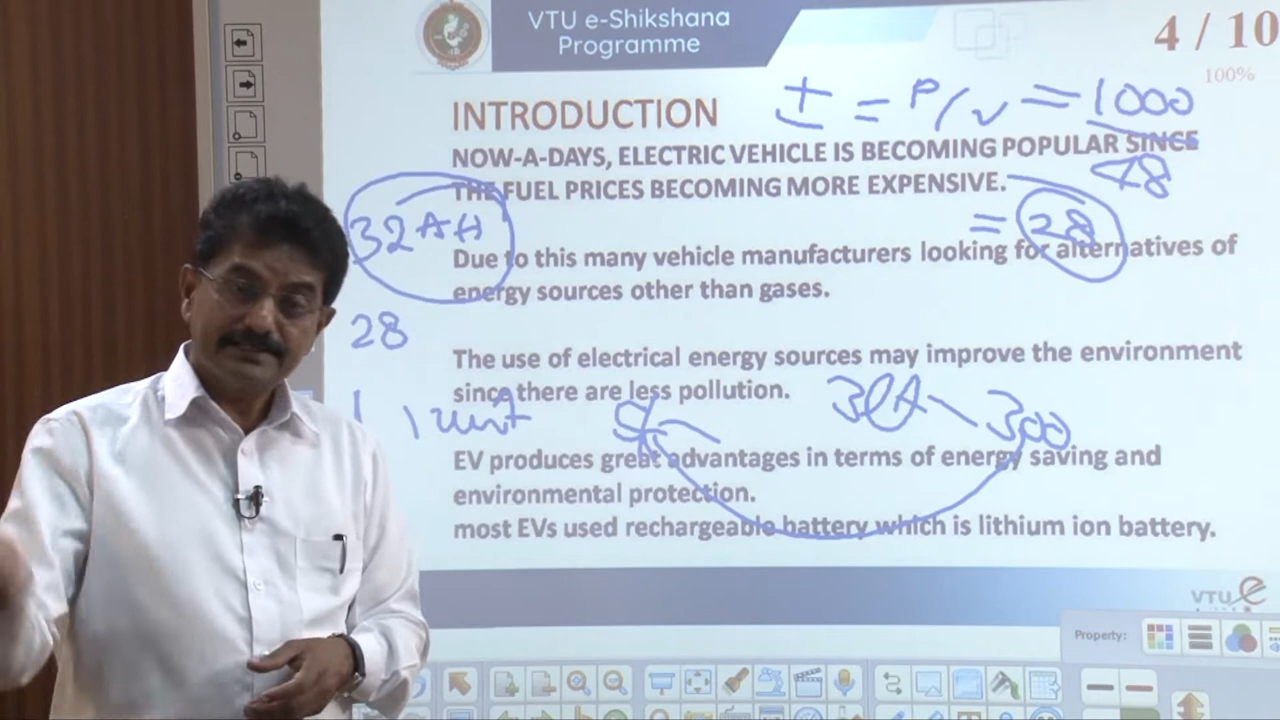 VTU e-Shikshana
Programme
4 / 10
100%
INTRODUCTION
I = P/V = 1000
48
= 28
NOW-A-DAYS, ELECTRIC VEHICLE IS BECOMING POPULAR SINCE
THE FUEL PRICES BECOMING MORE EXPENSIVE.
32AH
Due to this many vehicle manufacturers looking for alternatives of
energy sources other than gases.
28
The use of electrical energy sources may improve the environment
since there are less pollution.
1 unit
300
EV produces great advantages in terms of energy saving and
environmental protection.
most EVs used rechargeable battery which is lithium ion battery.
VTU e
Property: